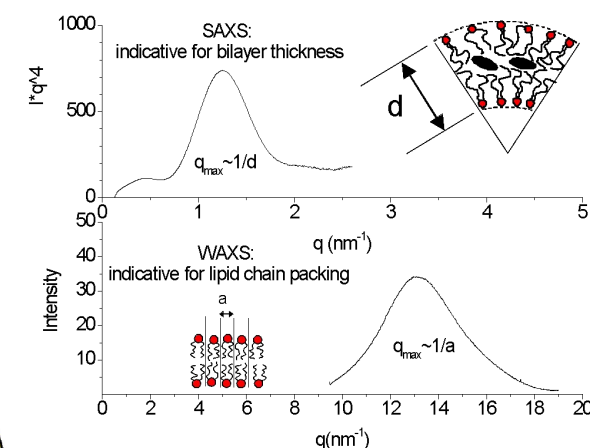 SAXS:
indicative for bilayer thickness
I*q^4
1000
500
0
q_max~1/d
d
0 1 2 3 4 5
q (nm^-1)
WAXS:
indicative for lipid chain packing
Intensity
50
40
30
20
10
a
q_max~1/a
0 2 4 6 8 10 12 14 16 18 20
q(nm^-1)